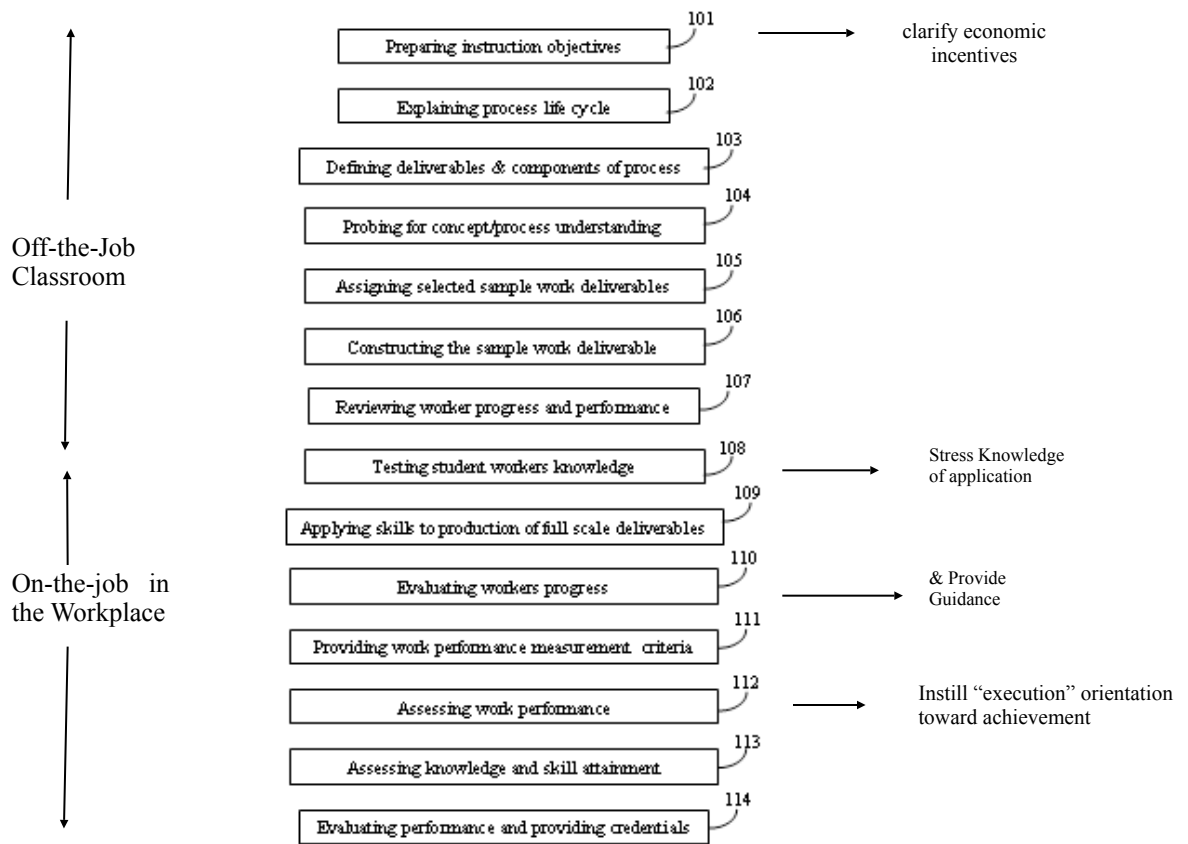 101
Preparing instruction objectives
clarify economic
incentives
102
Explaining process life cycle
103
Defining deliverables & components of process
104
Probing for concept/process understanding
Off-the-Job
Classroom
105
Assigning selected sample work deliverables
106
Constructing the sample work deliverable
107
Reviewing worker progress and performance
108
Testing student workers knowledge
Stress Knowledge
of application
109
Applying skills to production of full scale deliverables
On-the-job in
the Workplace
110
Evaluating workers progress
& Provide
Guidance
111
Providing work performance measurement criteria
112
Assessing work performance
Instill “execution” orientation
toward achievement
113
Assessing knowledge and skill attainment
114
Evaluating performance and providing credentials